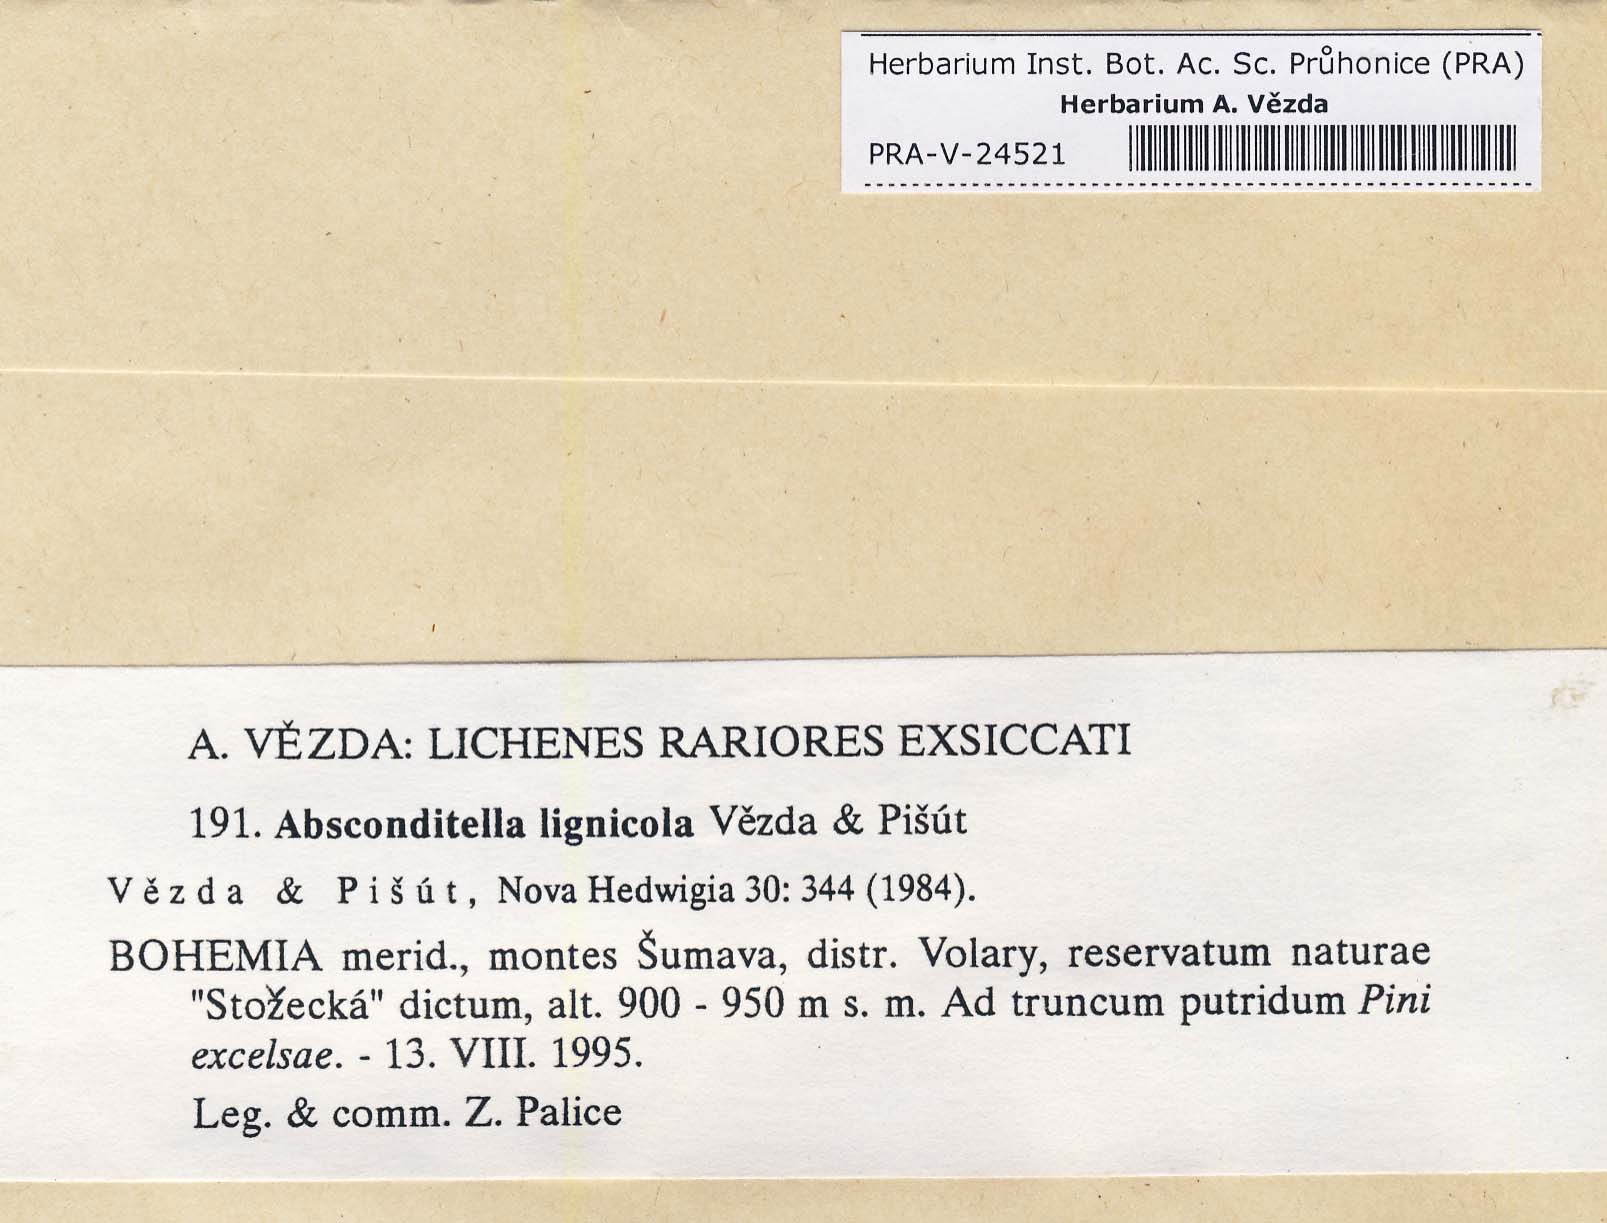 Herbarium Inst. Bot. Ac. Sc. Průhonice (PRA)
Herbarium A. Vězda
PRA-V-24521
A. VĚZDA: LICHENES RARIORES EXSICCATI
191. Absconditella lignicola Vězda & Pišút
Vězda & Pišút, Nova Hedwigia 30: 344 (1984).
BOHEMIA merid., montes Šumava, distr. Volary, reservatum naturae
"Stožecká" dictum, alt. 900 - 950 m s. m. Ad truncum putridum Pini
excelsae. - 13. VIII. 1995.
Leg. & comm. Z. Palice